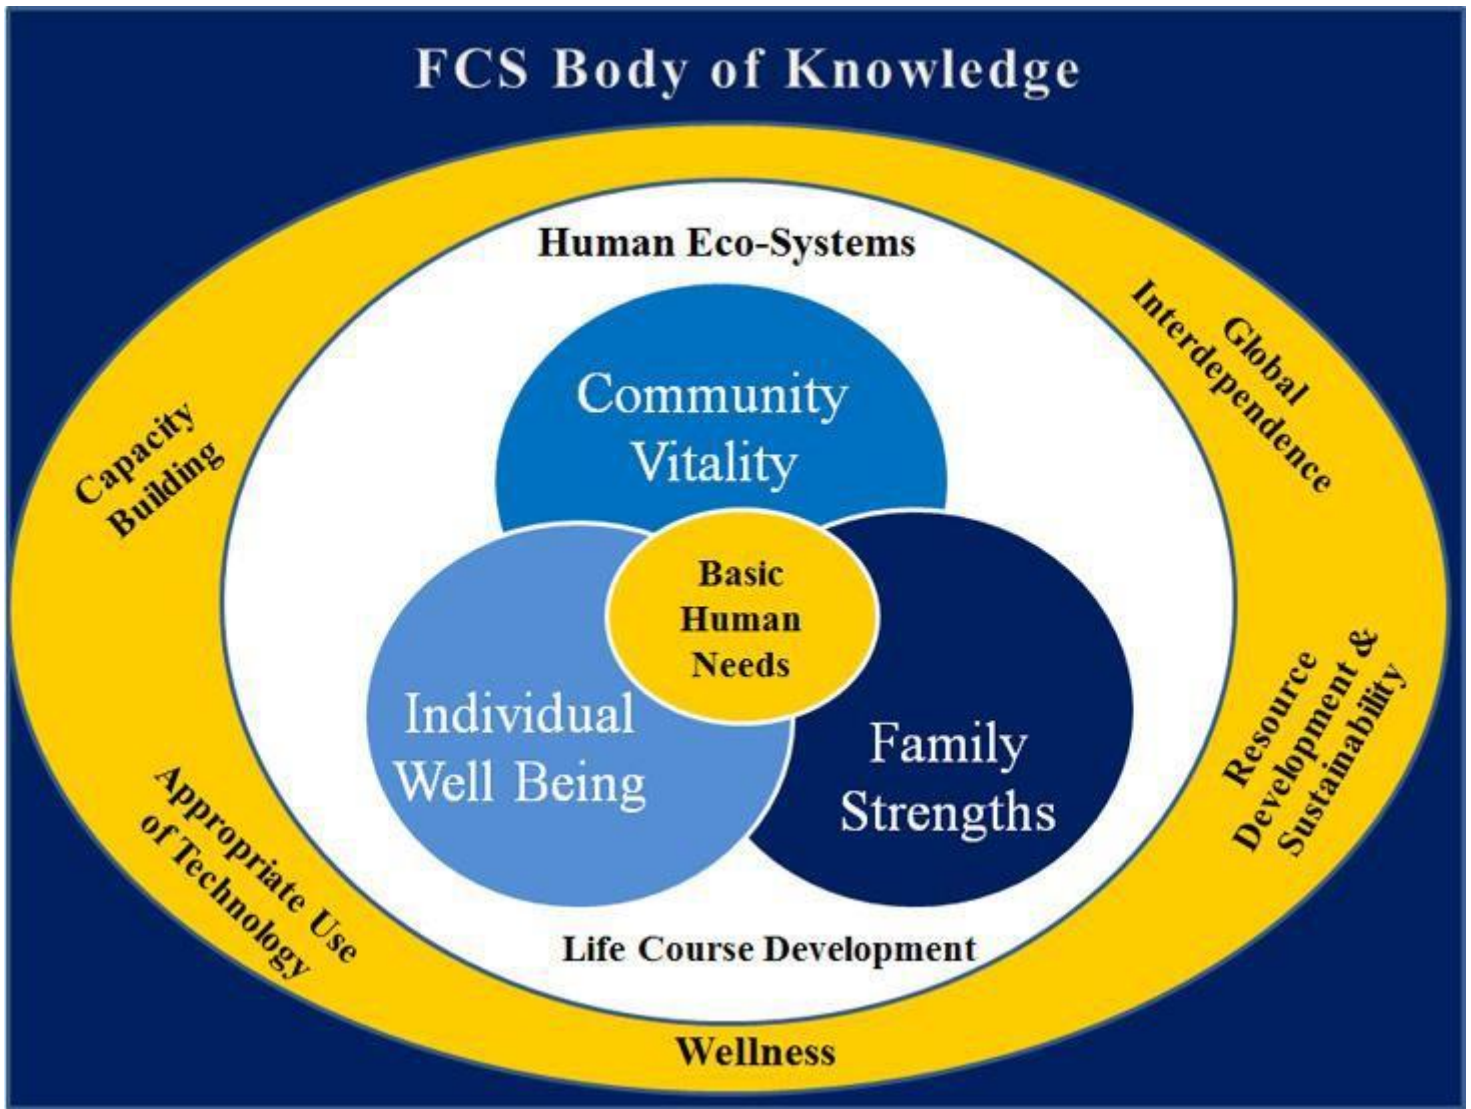 FCS Body of Knowledge
Human Eco-Systems
Global
Interdependence
Community
Vitality
Capacity
Building
Basic
Human
Needs
Individual
Well Being
Family
Strengths
Resource
Development &
Sustainability
Appropriate Use
of Technology
Life Course Development
Wellness